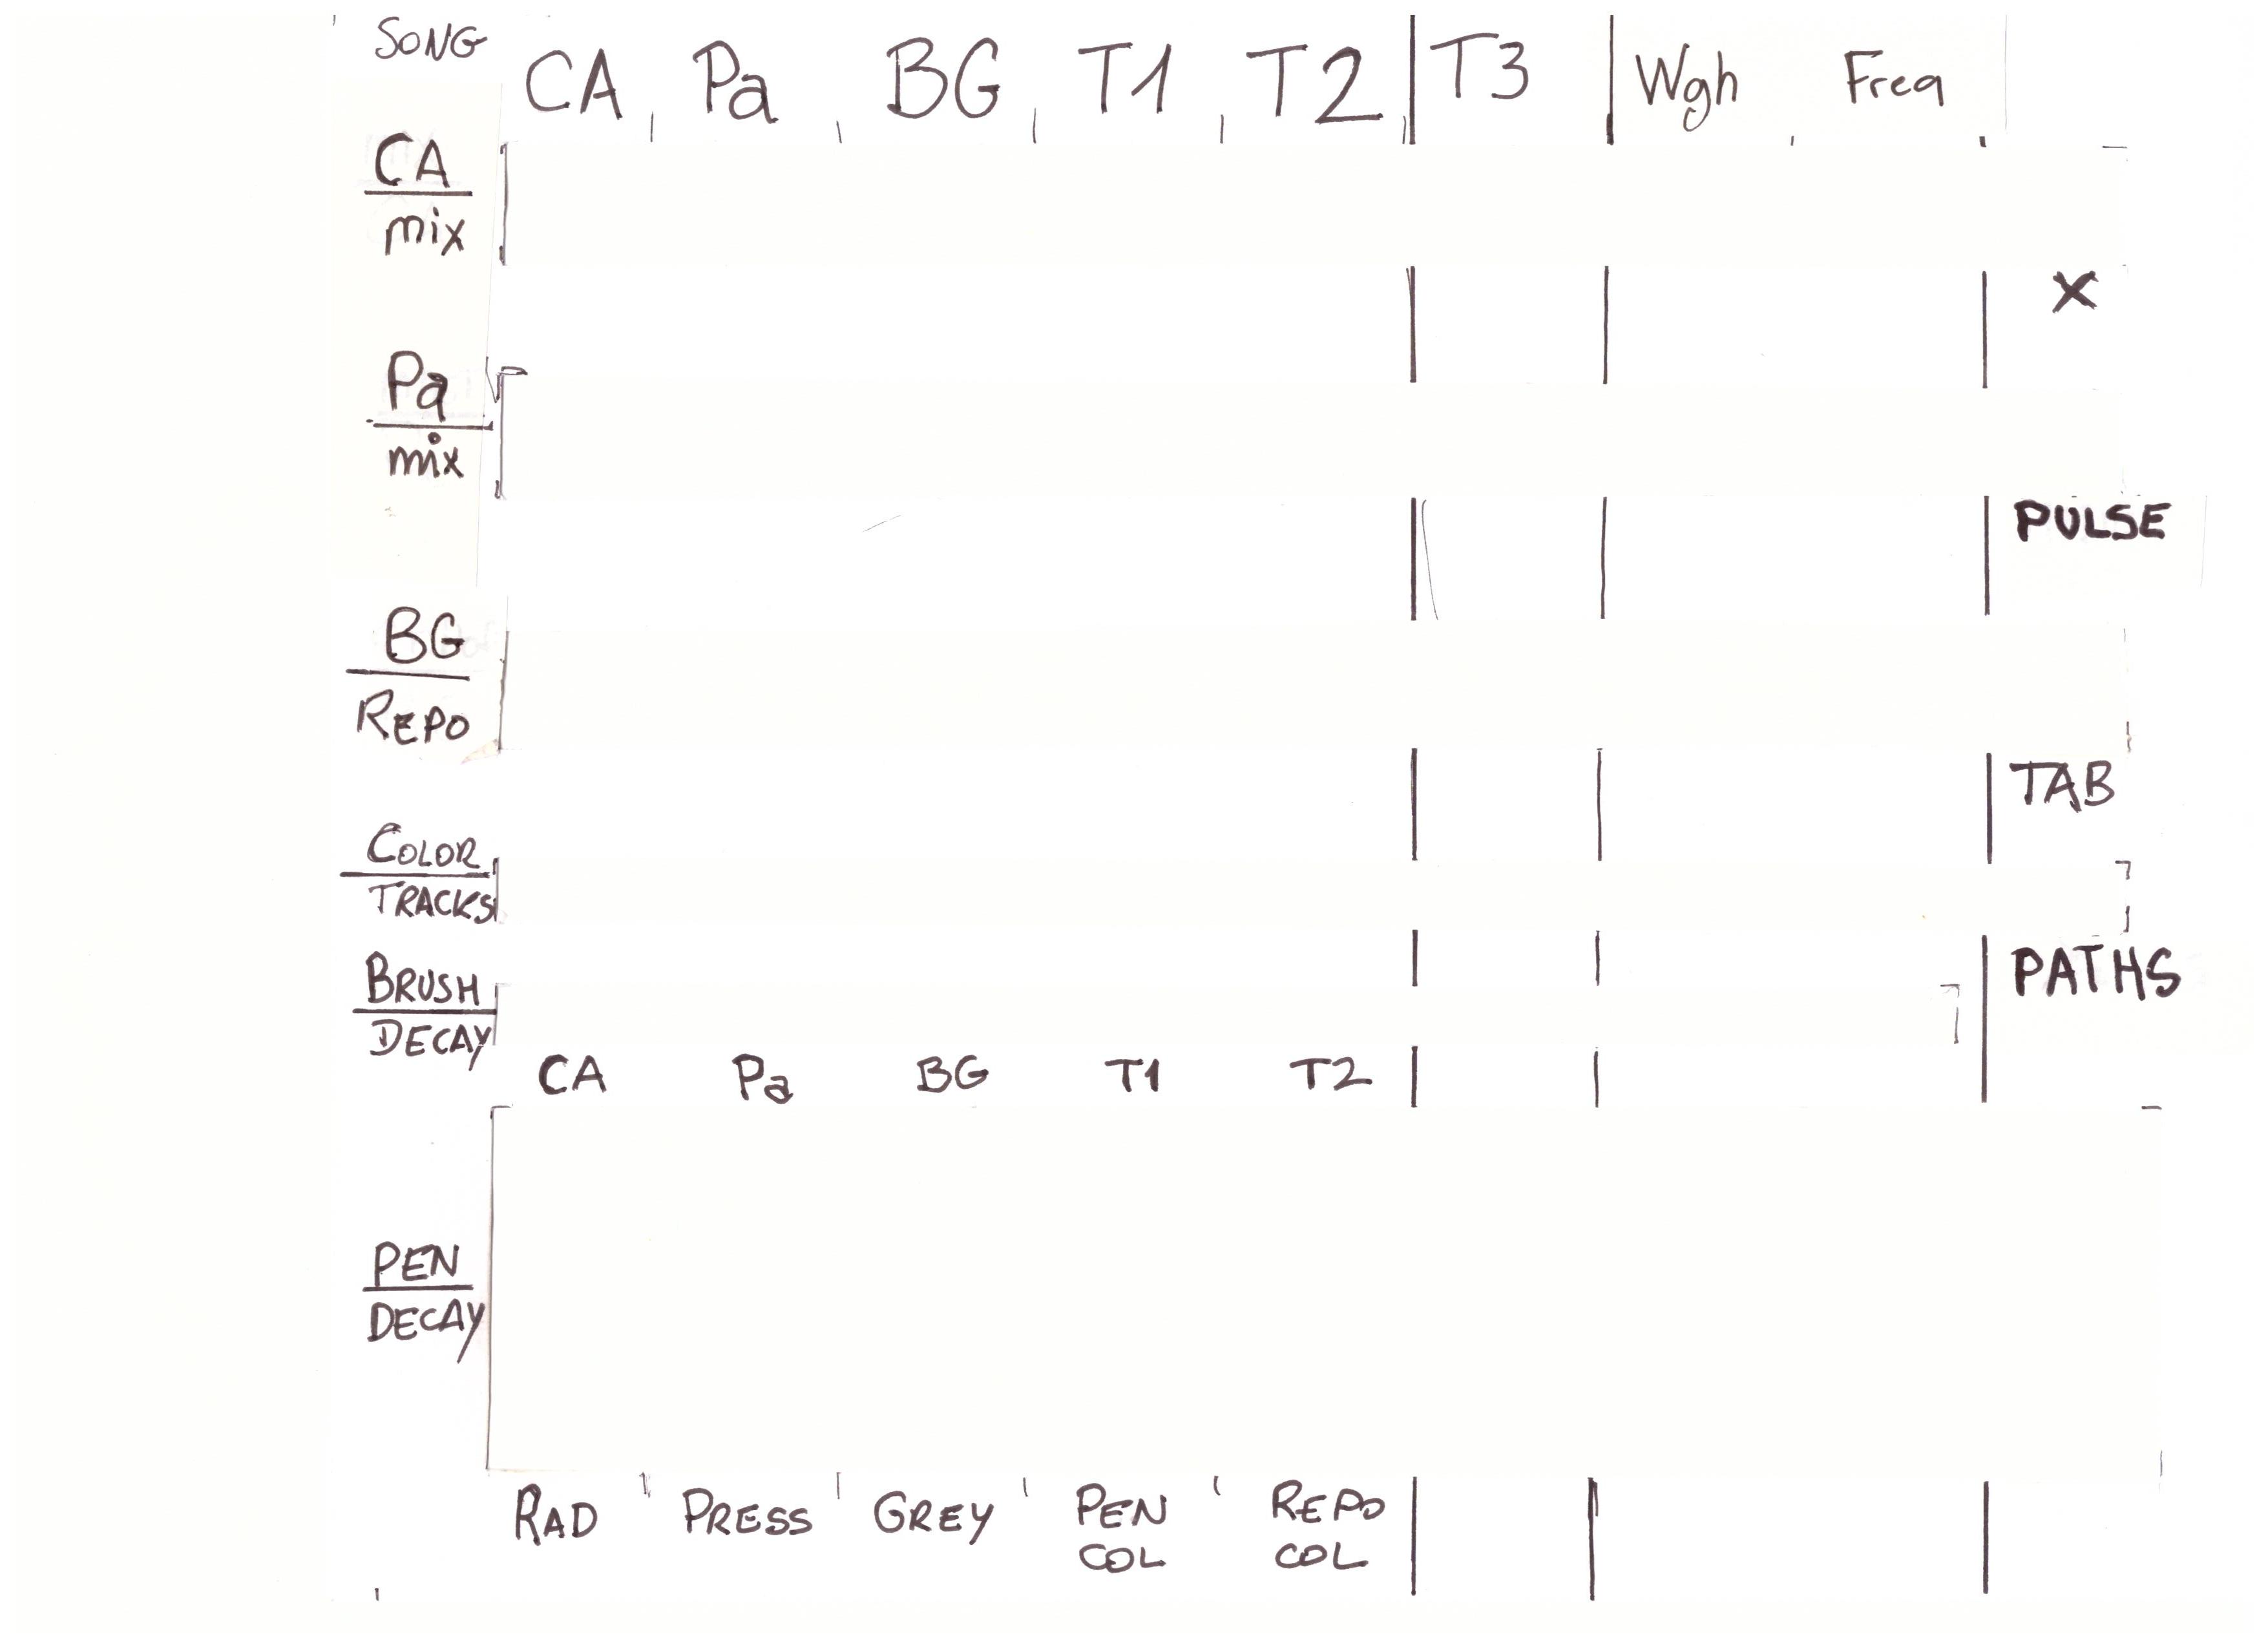 SONG CA Pa BG T1 T2 T3 Wgh Freq
CA
mix
X
Pa
mix
PULSE
BG
REPO
TAB
COLOR
TRACKS
BRUSH
PATHS
DECAY
CA Pa BG T1 T2
PEN
DECAY
RAD PRESS GREY PEN REPO
COL COL